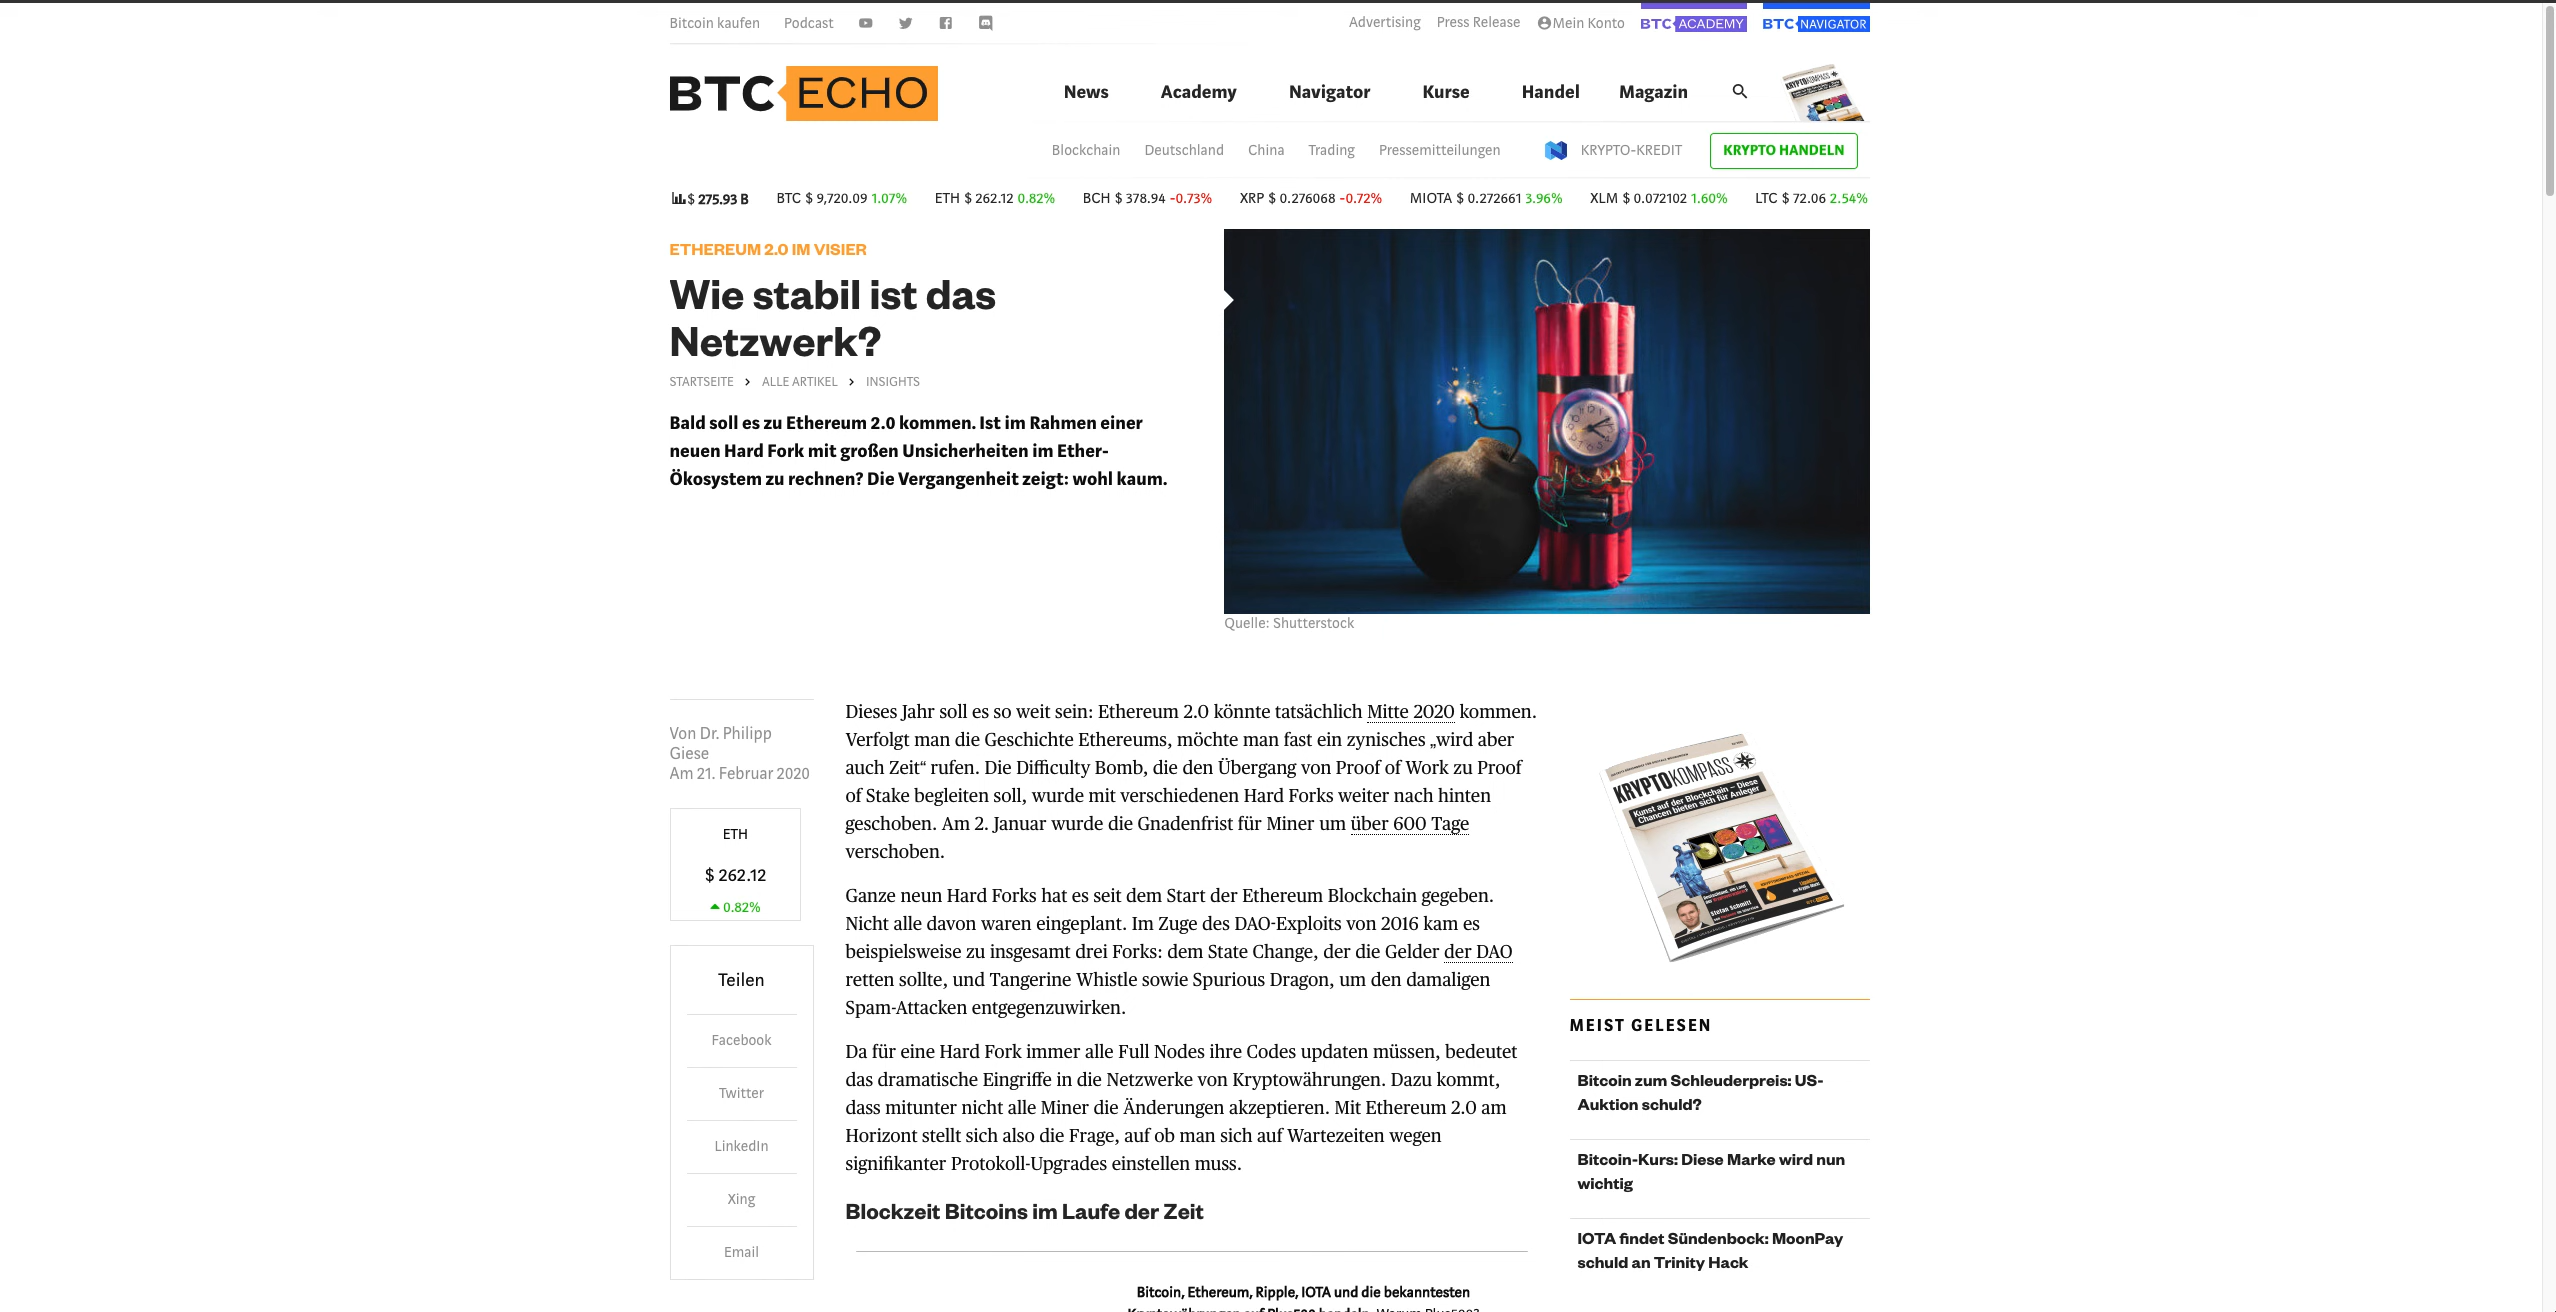 Bitcoin kaufen Podcast
Advertising Press Release Mein Konto BTC ACADEMY BTC NAVIGATOR
BTC ECHO
News Academy Navigator Kurse Handel Magazin
KRYPTOKOMPASS
Blockchain Deutschland China Trading Pressemitteilungen KRYPTO-KREDIT KRYPTO HANDELN
$ 275.93 B BTC $ 9,720.09 1.07% ETH $ 262.12 0.82% BCH $ 378.94 -0.73% XRP $ 0.276068 -0.72% MIOTA $ 0.272661 3.96% XLM $ 0.072102 1.60% LTC $ 72.06 2.54%
ETHEREUM 2.0 IM VISIER
Wie stabil ist das
Netzwerk?
STARTSEITE > ALLE ARTIKEL > INSIGHTS
Bald soll es zu Ethereum 2.0 kommen. Ist im Rahmen einer
neuen Hard Fork mit großen Unsicherheiten im Ether-
Ökosystem zu rechnen? Die Vergangenheit zeigt: wohl kaum.
Quelle: Shutterstock
Von Dr. Philipp
Giese
Am 21. Februar 2020
ETH
$ 262.12
0.82%
Teilen
Facebook
Twitter
LinkedIn
Xing
Email
Dieses Jahr soll es so weit sein: Ethereum 2.0 könnte tatsächlich Mitte 2020 kommen.
Verfolgt man die Geschichte Ethereums, möchte man fast ein zynisches „wird aber
auch Zeit“ rufen. Die Difficulty Bomb, die den Übergang von Proof of Work zu Proof
of Stake begleiten soll, wurde mit verschiedenen Hard Forks weiter nach hinten
geschoben. Am 2. Januar wurde die Gnadenfrist für Miner um über 600 Tage
verschoben.
Ganze neun Hard Forks hat es seit dem Start der Ethereum Blockchain gegeben.
Nicht alle davon waren eingeplant. Im Zuge des DAO-Exploits von 2016 kam es
beispielsweise zu insgesamt drei Forks: dem State Change, der die Gelder der DAO
retten sollte, und Tangerine Whistle sowie Spurious Dragon, um den damaligen
Spam-Attacken entgegenzuwirken.
Da für eine Hard Fork immer alle Full Nodes ihre Codes updaten müssen, bedeutet
das dramatische Eingriffe in die Netzwerke von Kryptowährungen. Dazu kommt,
dass mitunter nicht alle Miner die Änderungen akzeptieren. Mit Ethereum 2.0 am
Horizont stellt sich also die Frage, auf ob man sich auf Wartezeiten wegen
signifikanter Protokoll-Upgrades einstellen muss.
Blockzeit Bitcoins im Laufe der Zeit
Bitcoin, Ethereum, Ripple, IOTA und die bekanntesten
KRYPTOKOMPASS
Kunst auf der Blockchain – Diese
Chancen bieten sich für Anleger
Stefan Schmitt
MEIST GELESEN
Bitcoin zum Schleuderpreis: US-
Auktion schuld?
Bitcoin-Kurs: Diese Marke wird nun
wichtig
IOTA findet Sündenbock: MoonPay
schuld an Trinity Hack